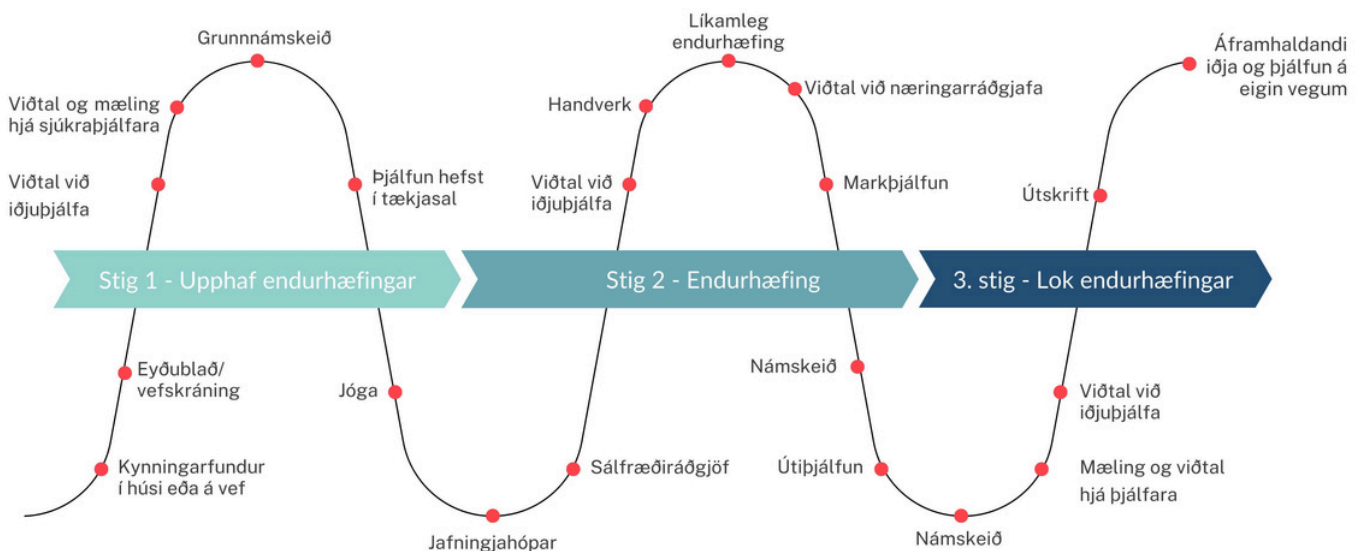 Grunnnámskeið
Viðtal og mæling
hjá sjúkraþjálfara
Viðtal við
iðjuþjálfa
Þjálfun hefst
í tækjasal
Líkamleg
endurhæfing
Handverk
Viðtal við næringarráðgjafa
Viðtal við
iðjuþjálfa
Markþjálfun
Áframhaldandi
iðja og þjálfun á
eigin vegum
Útskrift
Stig 1 - Upphaf endurhæfingar
Stig 2 - Endurhæfing
3. stig - Lok endurhæfingar
Eyðublað/
vefskráning
Kynningarfundur
í húsi eða á vef
Jóga
Jafningjahópar
Sálfræðiráðgjöf
Námskeið
Útiþjálfun
Námskeið
Viðtal við
iðjuþjálfa
Mæling og viðtal
hjá þjálfara